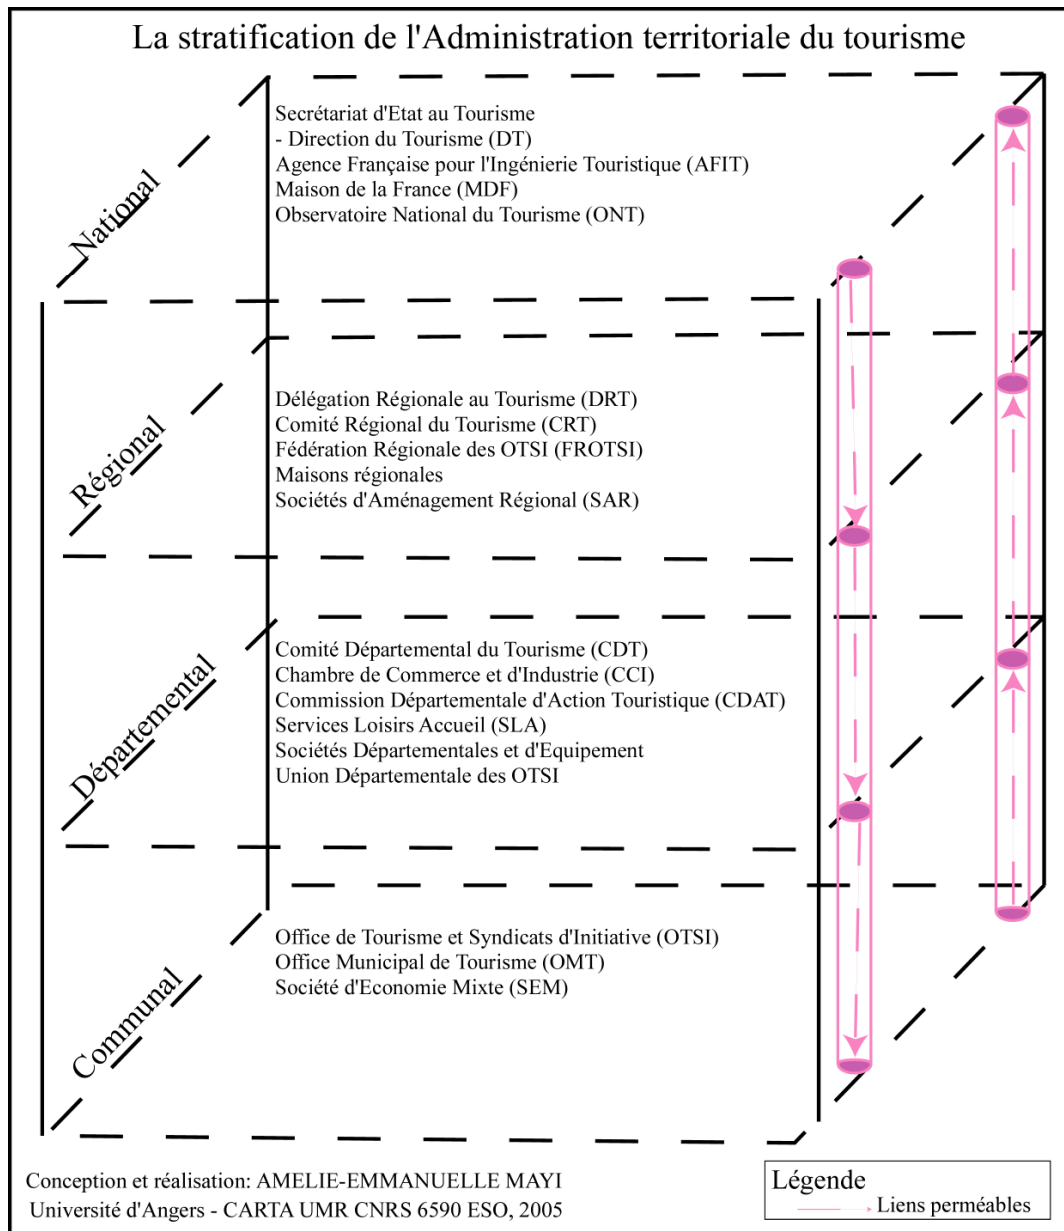 La stratification de l'Administration territoriale du tourisme
National
Secrétariat d'Etat au Tourisme
- Direction du Tourisme (DT)
Agence Française pour l'Ingénierie Touristique (AFIT)
Maison de la France (MDF)
Observatoire National du Tourisme (ONT)
Régional
Délégation Régionale au Tourisme (DRT)
Comité Régional du Tourisme (CRT)
Fédération Régionale des OTSI (FROTSI)
Maisons régionales
Sociétés d'Aménagement Régional (SAR)
Départemental
Comité Départemental du Tourisme (CDT)
Chambre de Commerce et d'Industrie (CCI)
Commission Départementale d'Action Touristique (CDAT)
Services Loisirs Accueil (SLA)
Sociétés Départementales et d'Equipement
Union Départementale des OTSI
Communal
Office de Tourisme et Syndicats d'Initiative (OTSI)
Office Municipal de Tourisme (OMT)
Société d'Economie Mixte (SEM)
Conception et réalisation: AMELIE-EMMANUELLE MAYI
Université d'Angers - CARTA UMR CNRS 6590 ESO, 2005
Légende
Liens perméables